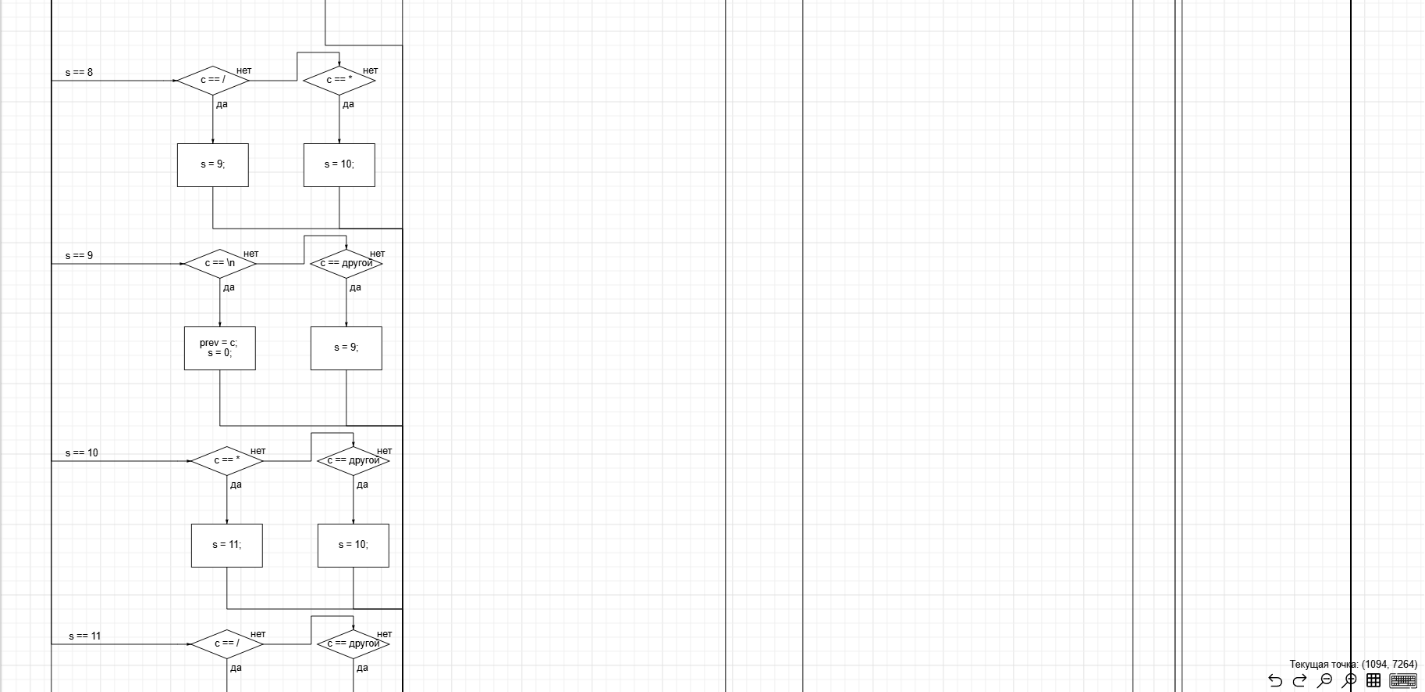 s == 8
c == /
нет
c == *
нет
да
да
s = 9;
s = 10;
s == 9
c == \n
нет
c == другой
нет
да
да
prev = c;
s = 0;
s = 9;
s == 10
c == *
нет
c == другой
нет
да
да
s = 11;
s = 10;
s == 11
c == /
нет
c == другой
нет
да
да
Текущая точка: (1094, 7264)